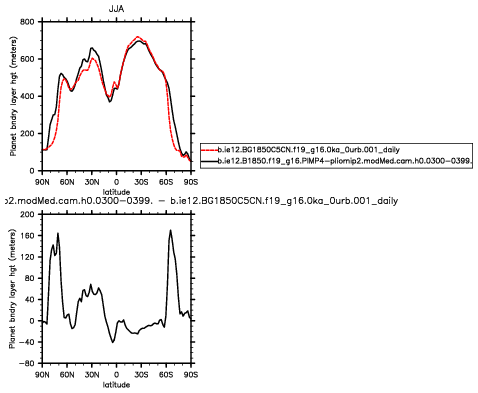 JJA
Planet bndry layer hgt (meters)
800
600
400
200
0
90N 60N 30N 0 30S 60S 90S
latitude
b.ie12.BG1850C5CN.f19_g16.0ka_0urb.001_daily
b.ie12.B1850.f19_g16.PlMP4-pliomip2.modMed.cam.h0.0300-0399.
p2.modMed.cam.h0.0300-0399. - b.ie12.BG1850C5CN.f19_g16.0ka_0urb.001_daily
Planet bndry layer hgt (meters)
200
160
120
80
40
0
-40
-80
90N 60N 30N 0 30S 60S 90S
latitude